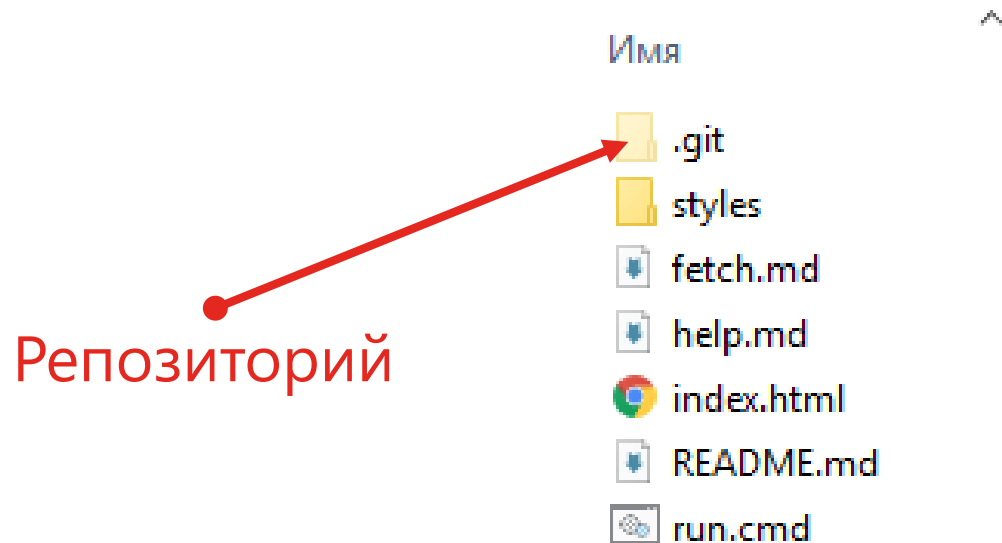 Имя
.git
styles
fetch.md
help.md
index.html
README.md
run.cmd
Репозиторий